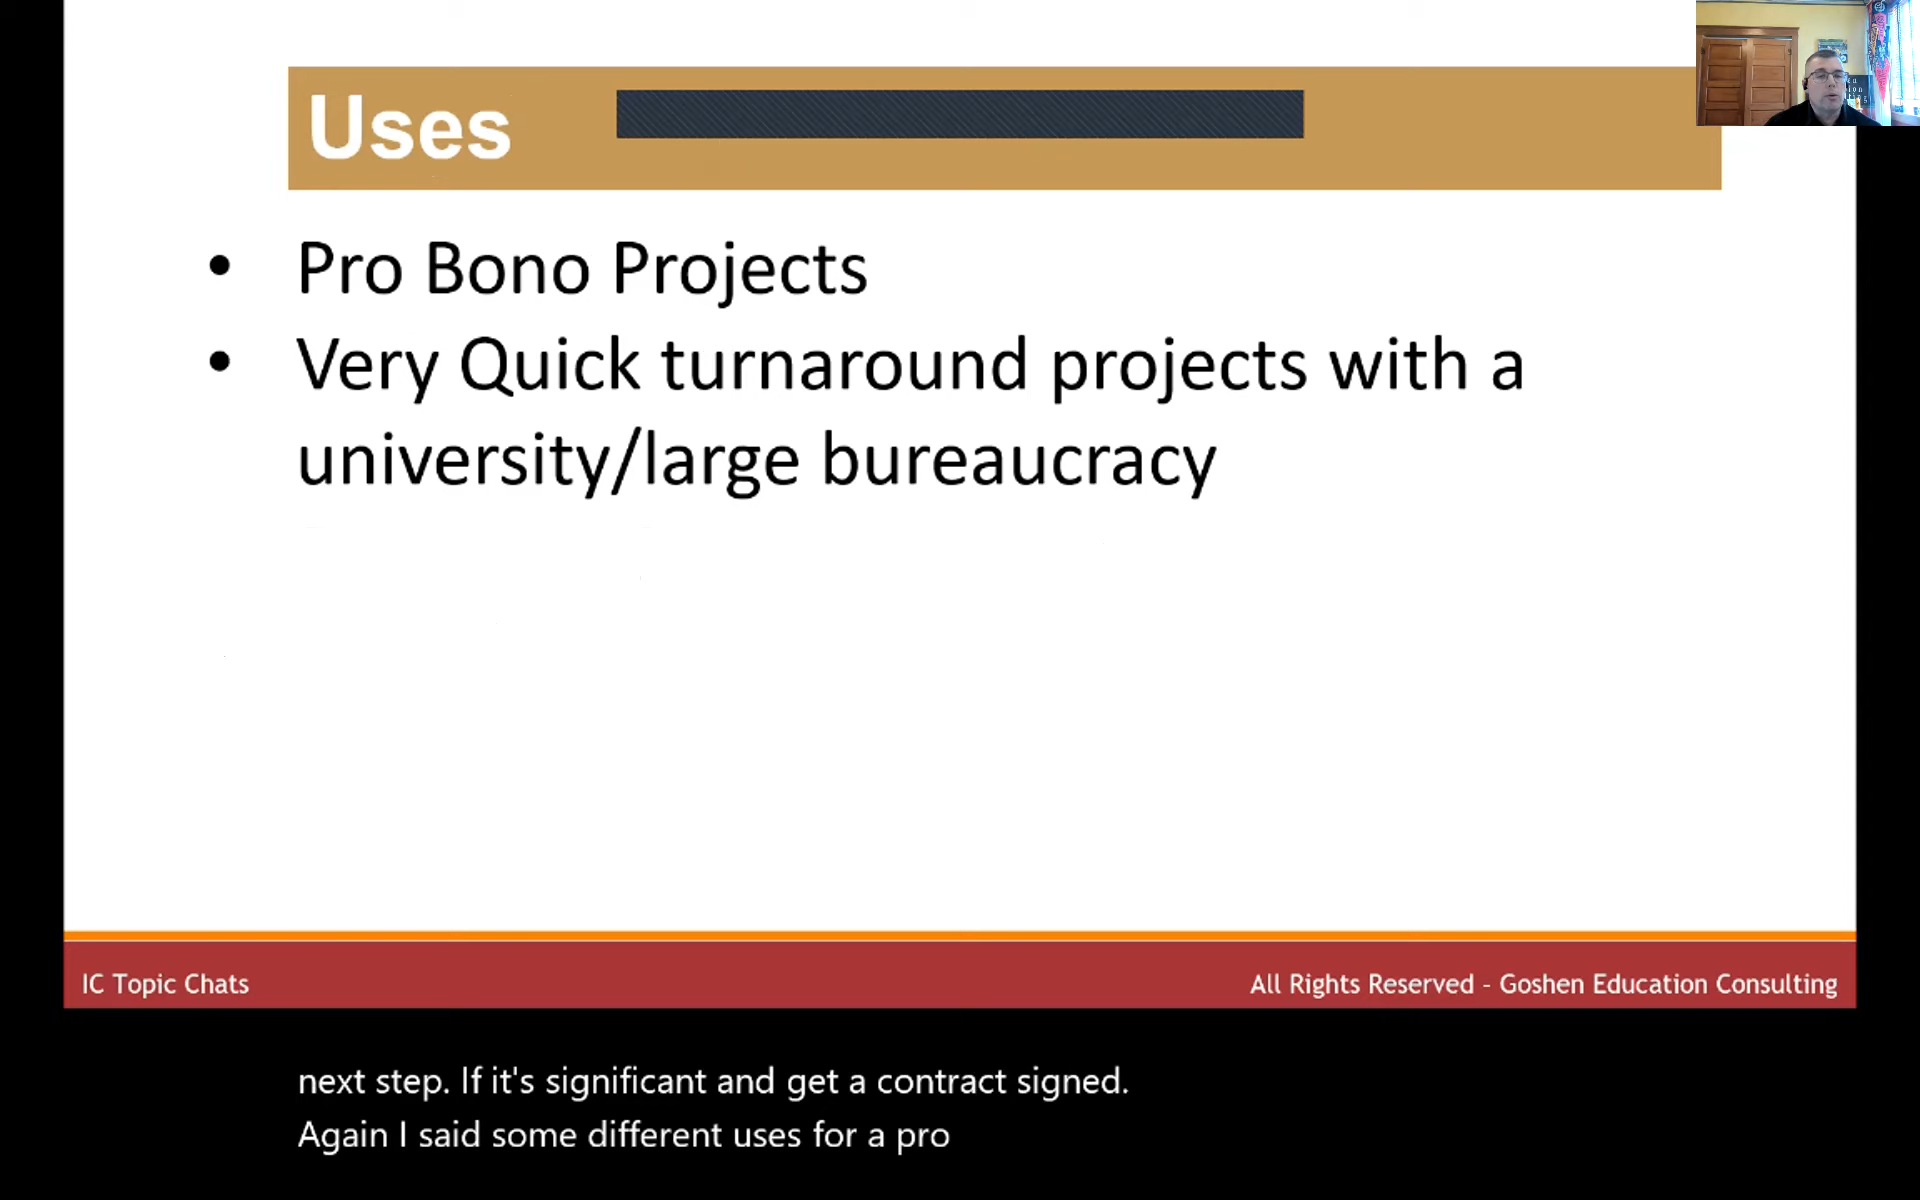 Uses
• Pro Bono Projects
• Very Quick turnaround projects with a
university/large bureaucracy
IC Topic Chats
All Rights Reserved - Goshen Education Consulting
next step. If it's significant and get a contract signed.
Again I said some different uses for a pro